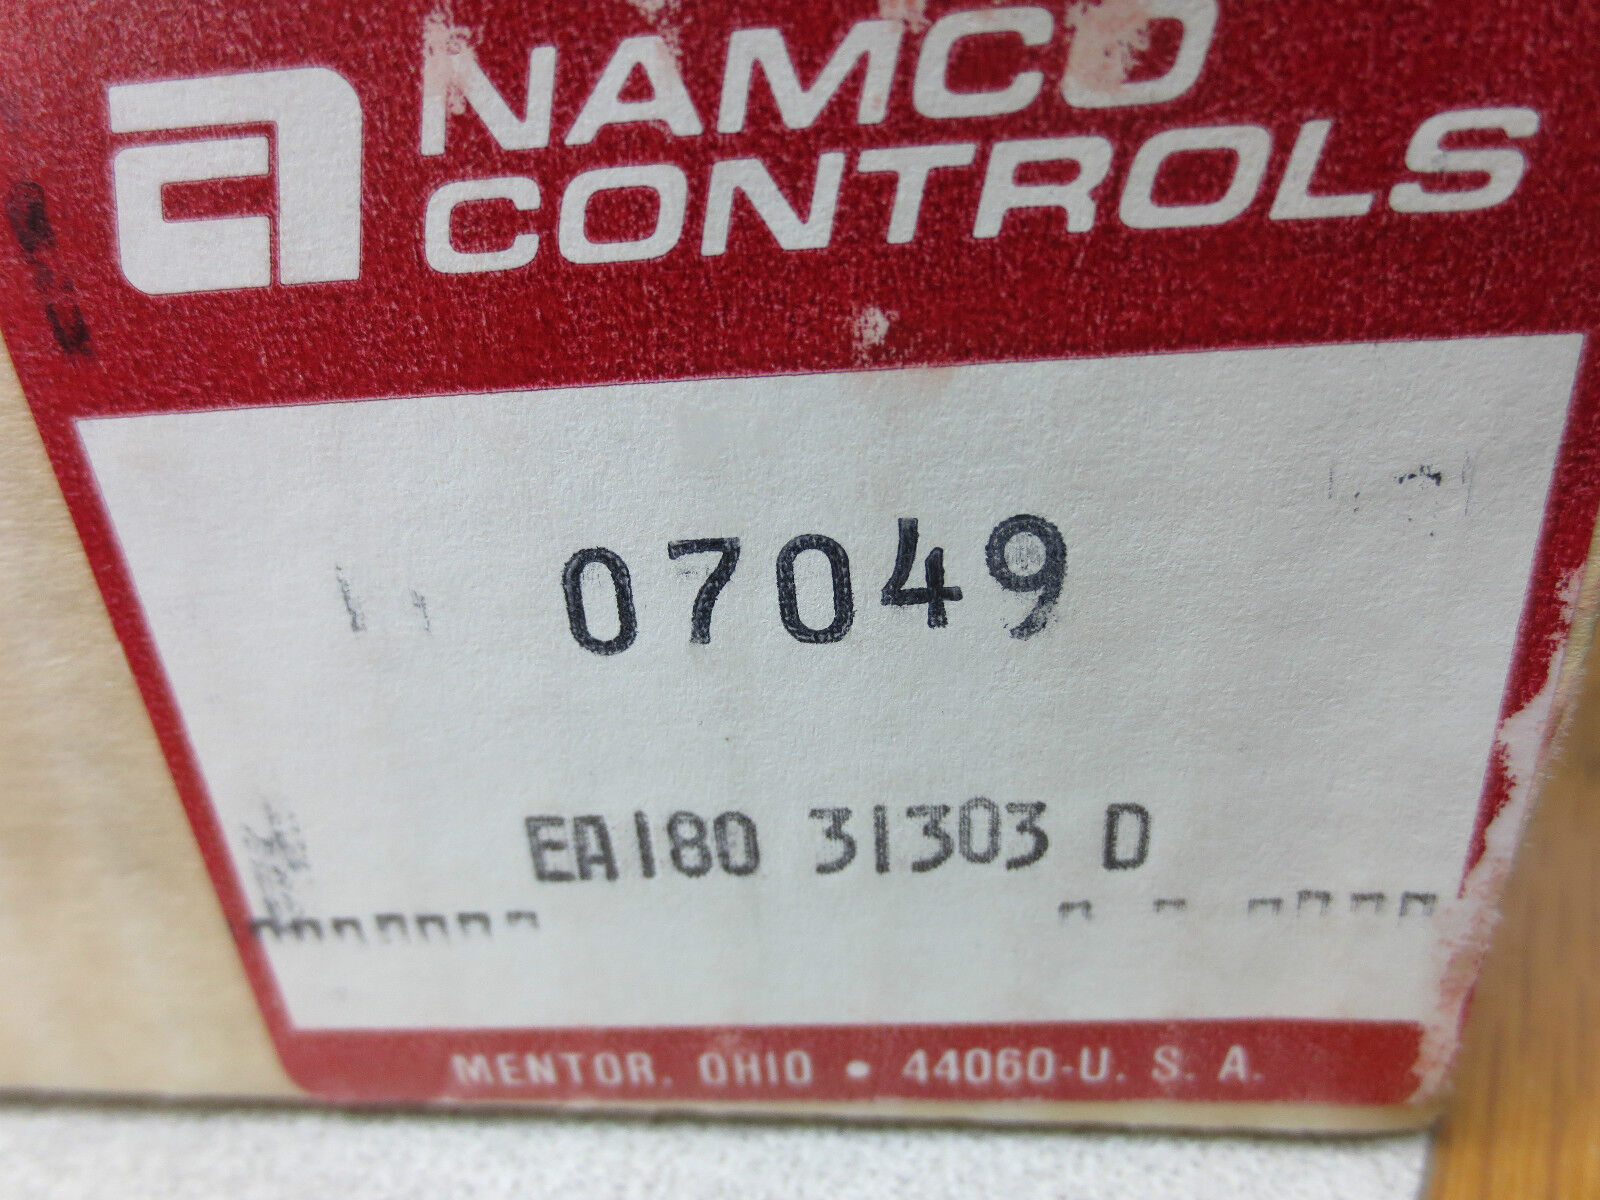 NAMCO
CONTROLS
07049
EA180 31303 D
MENTOR, OHIO • 44060-U. S. A.